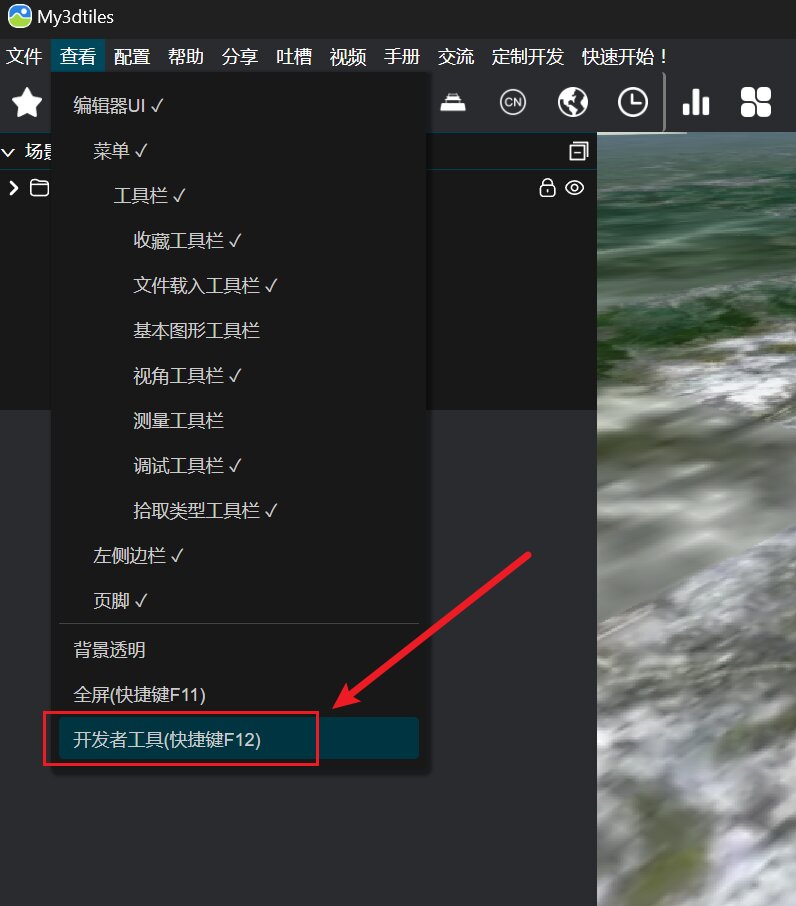 My3dtiles
文件 查看 配置 帮助 分享 吐槽 视频 手册 交流 定制开发 快速开始！
编辑器UI ✓
CN
菜单 ✓
场景
工具栏 ✓
收藏工具栏 ✓
文件载入工具栏 ✓
基本图形工具栏
视角工具栏 ✓
测量工具栏
调试工具栏 ✓
拾取类型工具栏 ✓
左侧边栏 ✓
页脚 ✓
背景透明
全屏(快捷键F11)
开发者工具(快捷键F12)